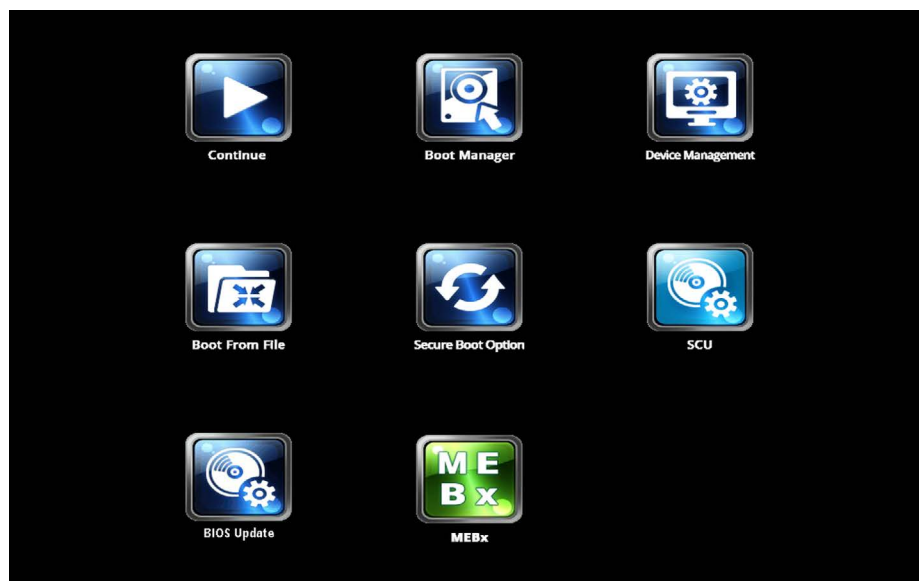 Continue
Boot Manager
Device Management
Boot From File
Secure Boot Option
SCU
BIOS Update
M E
B x
MEBx